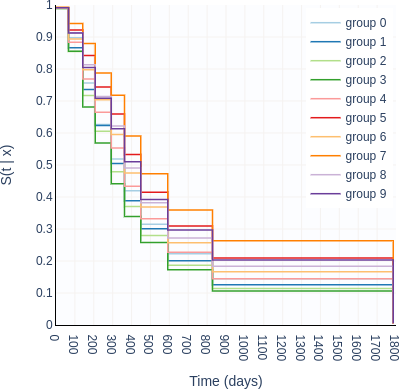 1
0.9
0.8
0.7
0.6
0.5
0.4
0.3
0.2
0.1
0
S(t | x)
0
100
200
300
400
500
600
700
800
900
1000
1100
1200
1300
1400
1500
1600
1700
1800
Time (days)
group 0
group 1
group 2
group 3
group 4
group 5
group 6
group 7
group 8
group 9